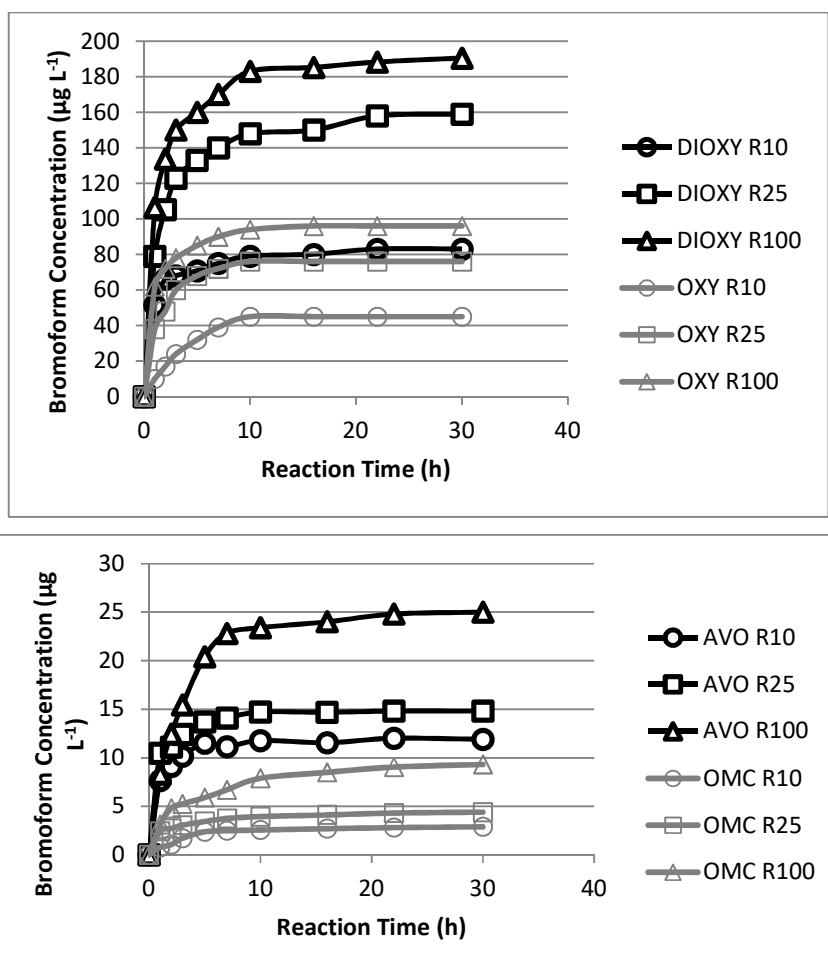 200
180
160
140
120
100
80
60
40
20
0
0 10 20 30 40
Bromoform Concentration (µg L-1)
Reaction Time (h)
DIOXY R10
DIOXY R25
DIOXY R100
OXY R10
OXY R25
OXY R100
30
25
20
15
10
5
0
0 10 20 30 40
Bromoform Concentration (µg
L-1)
Reaction Time (h)
AVO R10
AVO R25
AVO R100
OMC R10
OMC R25
OMC R100